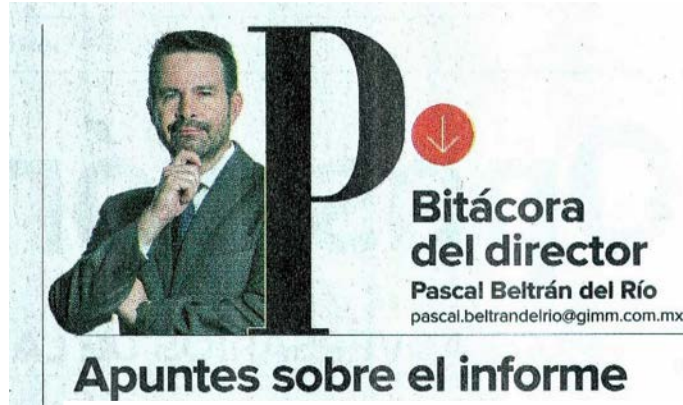 P
Bitácora
del director
Pascal Beltrán del Río
pascal.beltrandelrio@gimm.com.mx
Apuntes sobre el informe